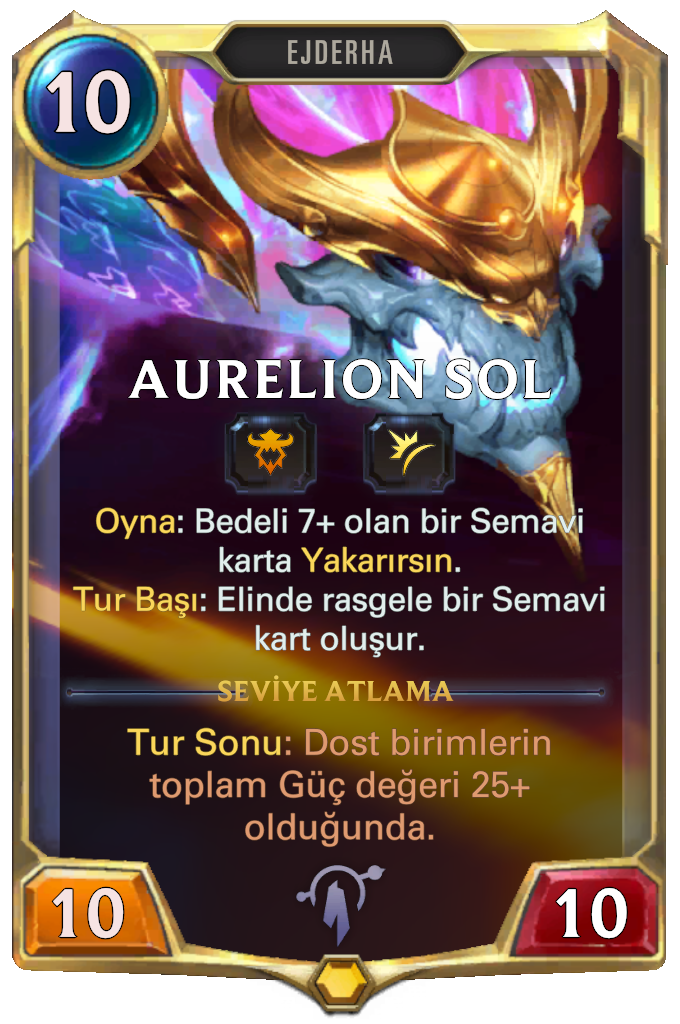 EJDERHA
10
AURELION SOL
Oyna: Bedeli 7+ olan bir Semavi
karta Yakarırsın.
Tur Başı: Elinde rasgele bir Semavi
kart oluşur.
SEVİYE ATLAMA
Tur Sonu: Dost birimlerin
toplam Güç değeri 25+
olduğunda.
10
10